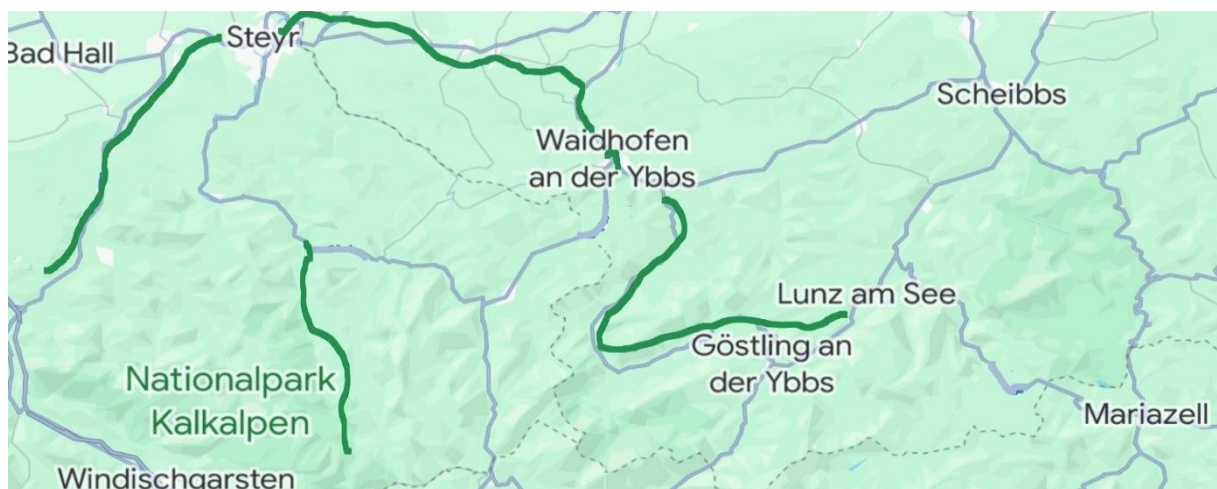 Steyr
Bad Hall
Scheibbs
Waidhofen
an der Ybbs
Lunz am See
Göstling an
der Ybbs
Nationalpark
Kalkalpen
Mariazell
Windischgarsten